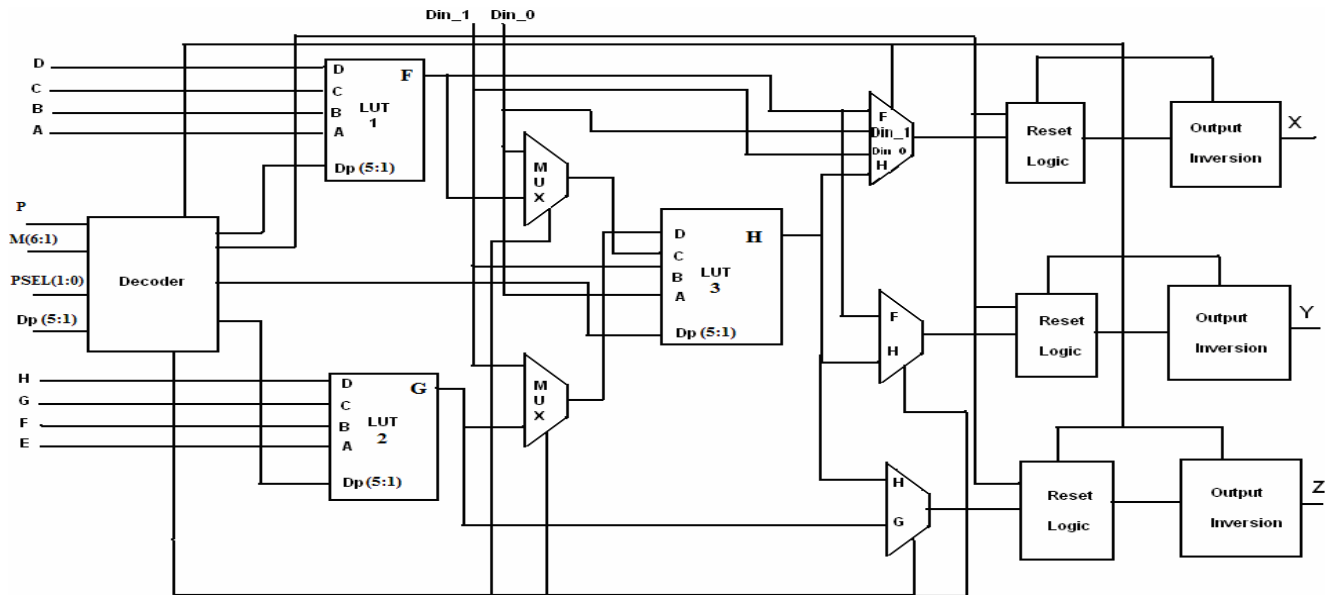 Din_1 Din_0
D
C
B
A
D
C
B
A
F
LUT
1
Dp (5:1)
P
M(6:1)
PSEL(1:0)
Dp (5:1)
Decoder
H
G
F
E
D
C
B
A
G
LUT
2
Dp (5:1)
M
U
X
M
U
X
D
C
B
A
H
LUT
3
Dp (5:1)
F
Din_1
Din_0
H
F
H
H
G
Reset
Logic
Output
Inversion
X
Reset
Logic
Output
Inversion
Y
Reset
Logic
Output
Inversion
Z